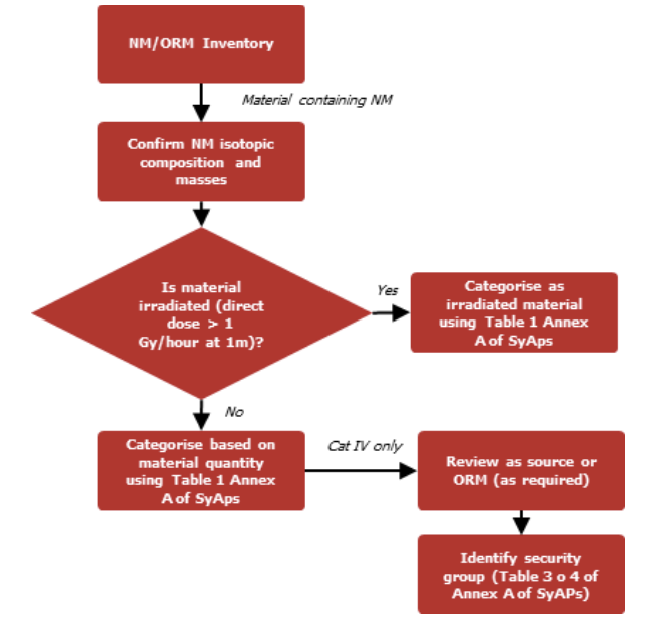 NM/ORM Inventory
Material containing NM
Confirm NM isotopic
composition and
masses
Is material
irradiated (direct
dose > 1
Gy/hour at 1m)?
Yes
Categorise as
irradiated material
using Table 1 Annex
A of SyAps
No
Categorise based on
material quantity
using Table 1 Annex
A of SyAps
Cat IV only
Review as source or
ORM (as required)
Identify security
group (Table 3 o 4 of
Annex A of SyAPs)